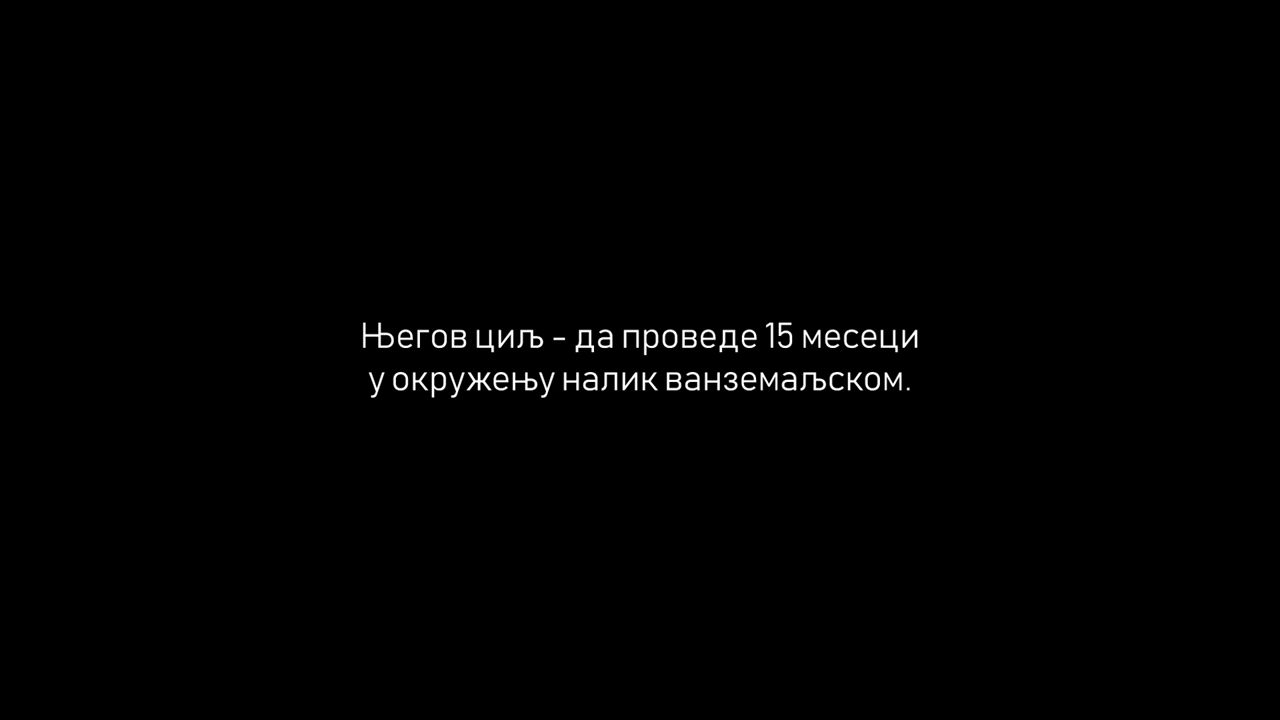 Његов циљ - да проведе 15 месеци
у окружењу налик ванземаљском.